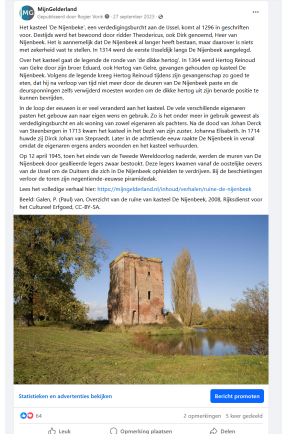 MijnGelderland
Gepubliceerd door Rogier Vonk · 27 september 2023 ·
Het kasteel 'De Nijenbeke', een verdedigingsburcht aan de IJssel, komt al 1296 in geschriften
voor. Destijds werd het bewoond door ridder Theodericus, ook Dirk genoemd, Heer van
Nijenbeek. Het is aannemelijk dat De Nijenbeek al langer heeft bestaan, maar daarover is niets
met zekerheid vast te stellen. In 1314 werd de eerste IJsseldijk langs De Nijenbeek aangelegd.
Over het kasteel gaat de legende de ronde van 'de dikke hertog'. In 1364 werd Hertog Reinoud
van Gelre door zijn broer Eduard, ook Hertog van Gelre, gevangen gehouden op kasteel De
Nijenbeek. Volgens de legende kreeg Hertog Reinoud tijdens zijn gevangenschap zo goed te
eten, dat hij na verloop van tijd niet meer door de deuren van De Nijenbeek paste en de
deursponningen zelfs verwijderd moesten worden om de dikke hertog uit zijn benarde positie te
kunnen bevrijden.
In de loop der eeuwen is er veel veranderd aan het kasteel. De vele verschillende eigenaren
pasten het gebouw aan naar eigen wens en gebruik. Zo is het onder meer in gebruik geweest als
verdedigingsburcht en als woning van zowel eigenaren als pachters. Na de dood van Johan Derck
van Steenbergen in 1713 kwam het kasteel in het bezit van zijn zuster, Johanna Elisabeth. In 1714
huwde zij Dirck Johan van Stepraedt. Later in de achttiende eeuw raakte De Nijenbeek in verval
omdat de eigenaren ergens anders woonden en het kasteel verhuurden.
Op 12 april 1945, toen het einde van de Tweede Wereldoorlog naderde, werden de muren van De
Nijenbeek door geallieerde legers zwaar bestookt. Deze legers kwamen vanaf de oostelijke oevers
van de IJssel om de Duitsers die zich in De Nijenbeek ophielden te verdrijven. Bij de beschietingen
verloor de toren zijn negentiende-eeuwse piramidedak.
Lees het volledige verhaal hier: https://mijngelderland.nl/inhoud/verhalen/ruine-de-nijenbeek
Beeld: Galen, P. (Paul) van, Overzicht van de ruïne van kasteel De Nijenbeek, 2008, Rijksdienst voor
het Cultureel Erfgoed, CC-BY-SA.
Statistieken en advertenties bekijken
Bericht promoten
64
2 opmerkingen 5 keer gedeeld
Leuk
Opmerking plaatsen
Delen